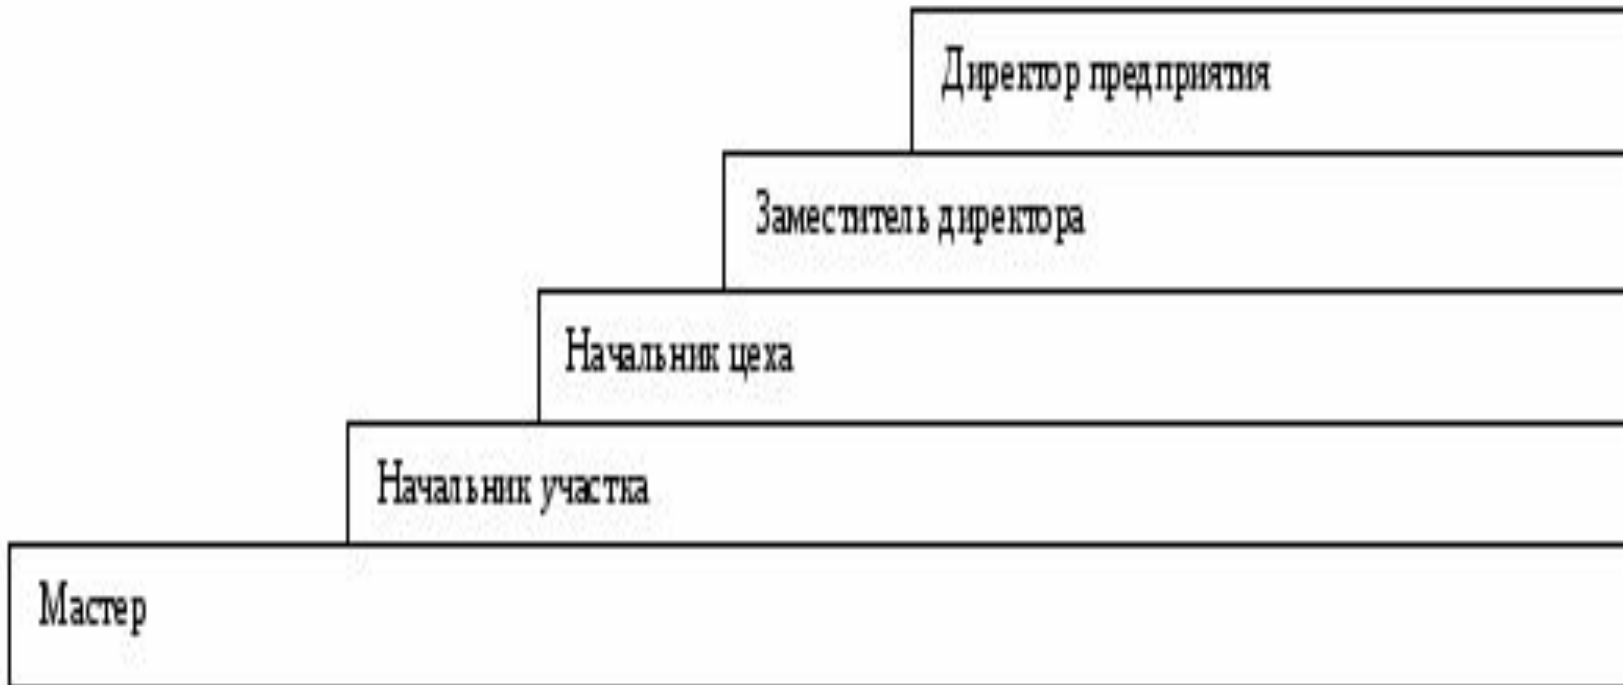 Директор предприятия
Заместитель директора
Начальник цеха
Начальник участка
Мастер